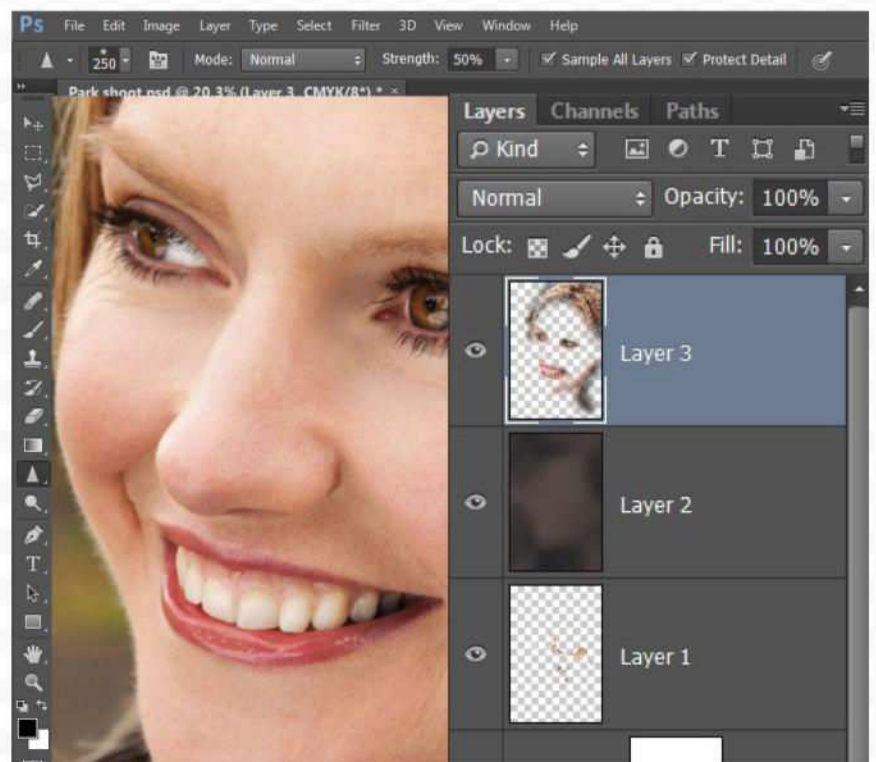 Ps File Edit Image Layer Type Select Filter 3D View Window Help
250 Mode: Normal Strength: 50% Sample All Layers Protect Detail
Park shoot.psd @ 20.3% (Layer 3, CMYK/8*) * ×
Layers Channels Paths
Kind T
Normal Opacity: 100%
Lock: Fill: 100%
Layer 3
Layer 2
T
Layer 1